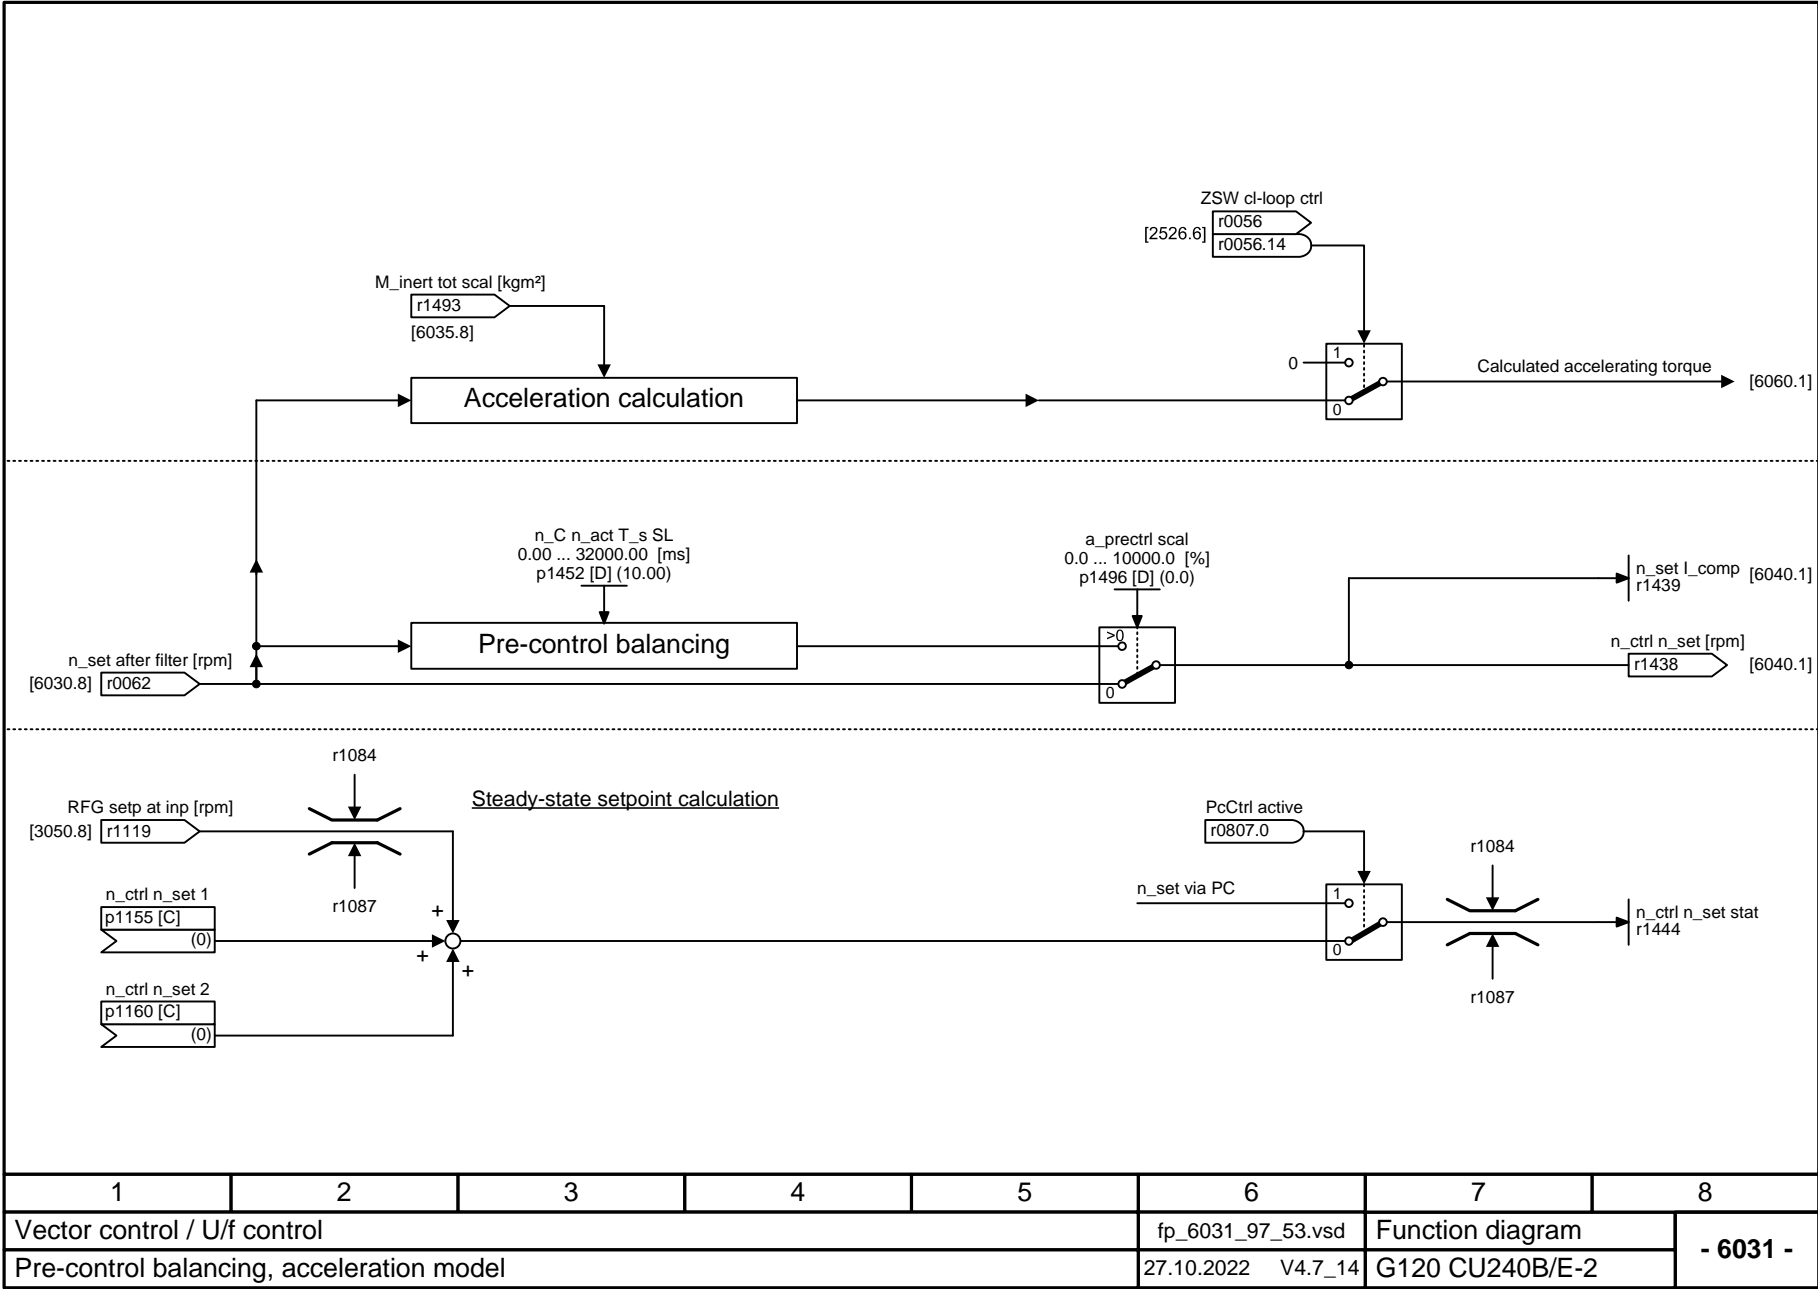 ZSW cl-loop ctrl
r0056
[2526.6]
r0056.14
M_inert tot scal [kgm²]
r1493
[6035.8]
1
0
0
Calculated accelerating torque
[6060.1]
Acceleration calculation
n_C n_act T_s SL
0.00 ... 32000.00 [ms]
p1452 [D] (10.00)
a_prectrl scal
0.0 ... 10000.0 [%]
p1496 [D] (0.0)
n_set I_comp
r1439
[6040.1]
Pre-control balancing
>0
0
n_ctrl n_set [rpm]
r1438
[6040.1]
n_set after filter [rpm]
[6030.8]
r0062
r1084
Steady-state setpoint calculation
RFG setp at inp [rpm]
[3050.8]
r1119
r1087
PcCtrl active
r0807.0
r1084
n_ctrl n_set 1
p1155 [C]
(0)
+
+
+
n_set via PC
1
0
n_ctrl n_set stat
r1444
r1087
n_ctrl n_set 2
p1160 [C]
(0)
1 2 3 4 5 6 7 8
Vector control / U/f control
fp_6031_97_53.vsd
Function diagram
- 6031 -
Pre-control balancing, acceleration model
27.10.2022 V4.7_14
G120 CU240B/E-2